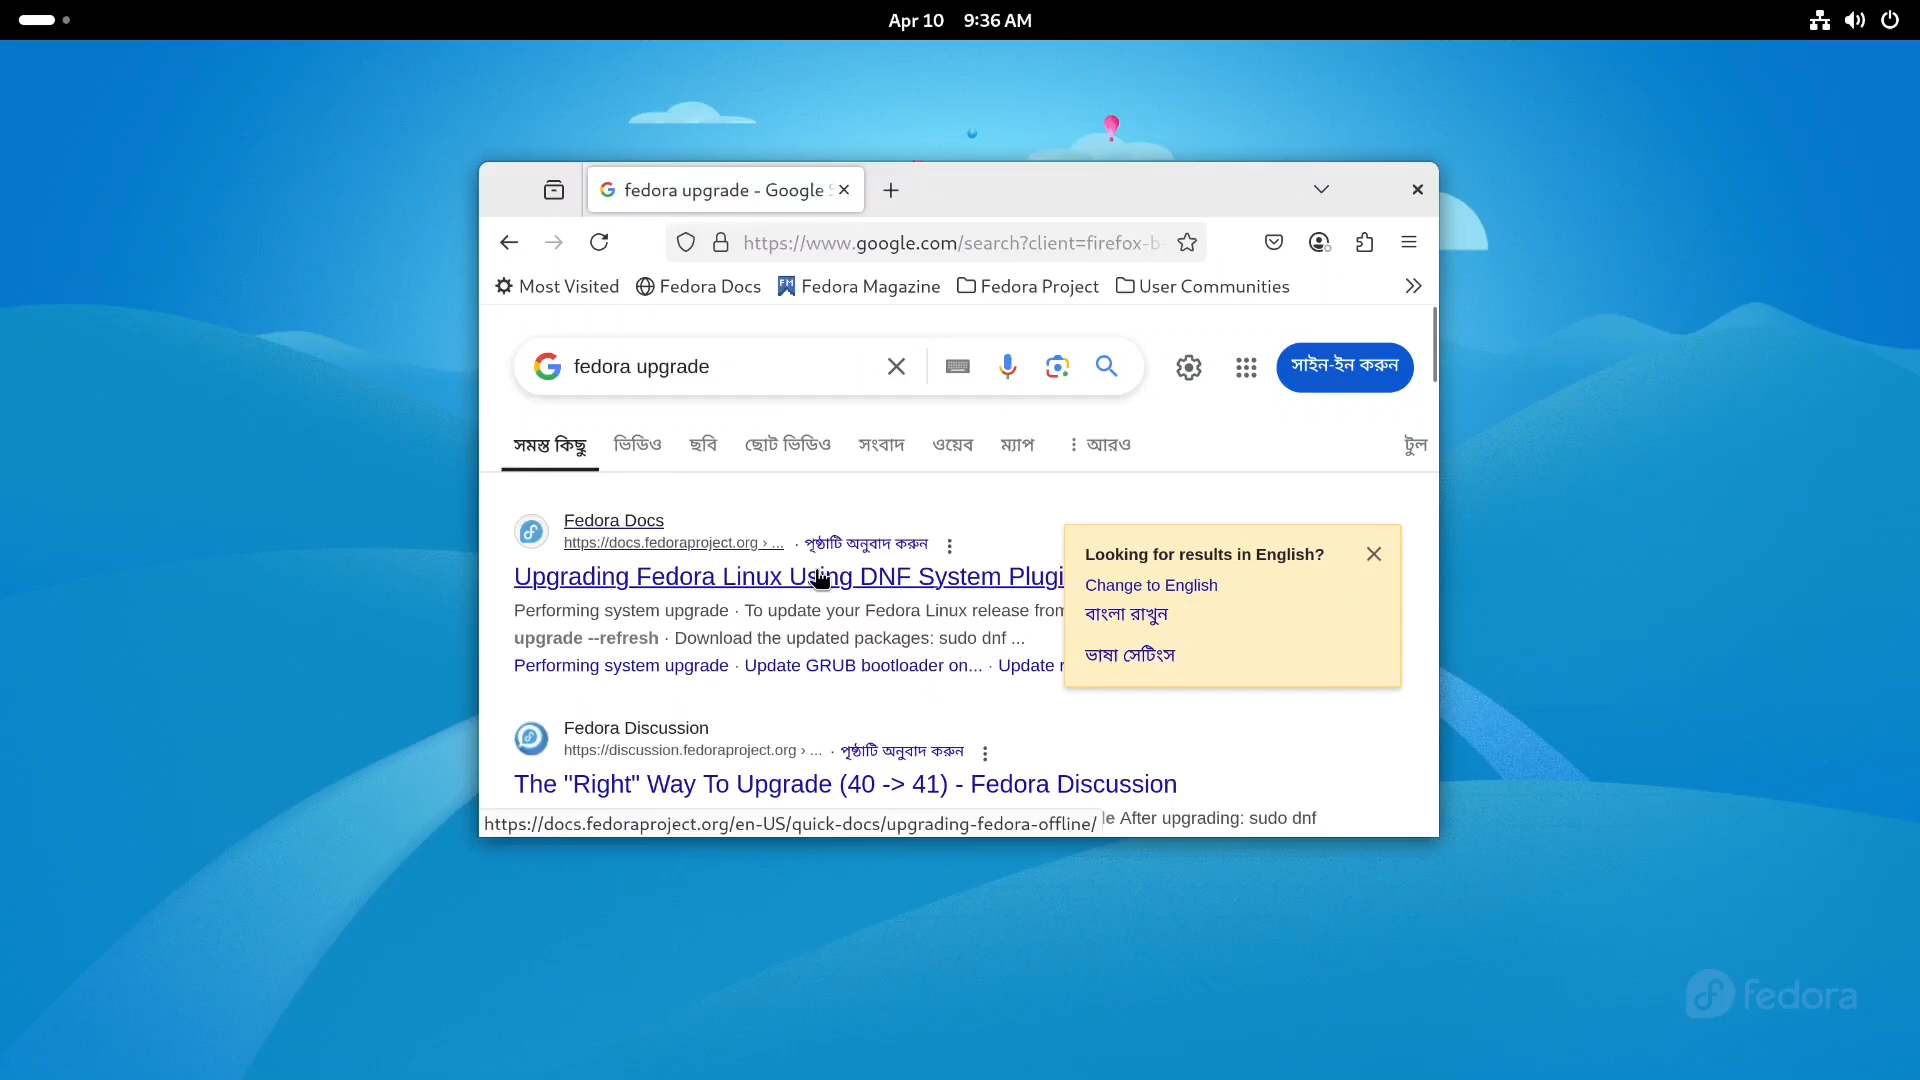 Apr 10 9:36 AM
fedora upgrade - Google
https://www.google.com/search?client=firefox-b-
Most Visited Fedora Docs Fedora Magazine Fedora Project User Communities
fedora upgrade
সাইন-ইন করুন
সমস্ত কিছু ভিডিও ছবি ছোট ভিডিও সংবাদ ওয়েব ম্যাপ আরও টুল
Fedora Docs
https://docs.fedoraproject.org › ... · পৃষ্ঠাটি অনুবাদ করুন
Upgrading Fedora Linux Using DNF System Plugi
Performing system upgrade · To update your Fedora Linux release from
upgrade --refresh · Download the updated packages: sudo dnf ...
Performing system upgrade · Update GRUB bootloader on... · Update r
Looking for results in English?
Change to English
বাংলা রাখুন
ভাষা সেটিংস
Fedora Discussion
https://discussion.fedoraproject.org › ... · পৃষ্ঠাটি অনুবাদ করুন
The "Right" Way To Upgrade (40 -> 41) - Fedora Discussion
le After upgrading: sudo dnf
https://docs.fedoraproject.org/en-US/quick-docs/upgrading-fedora-offline/
fedora